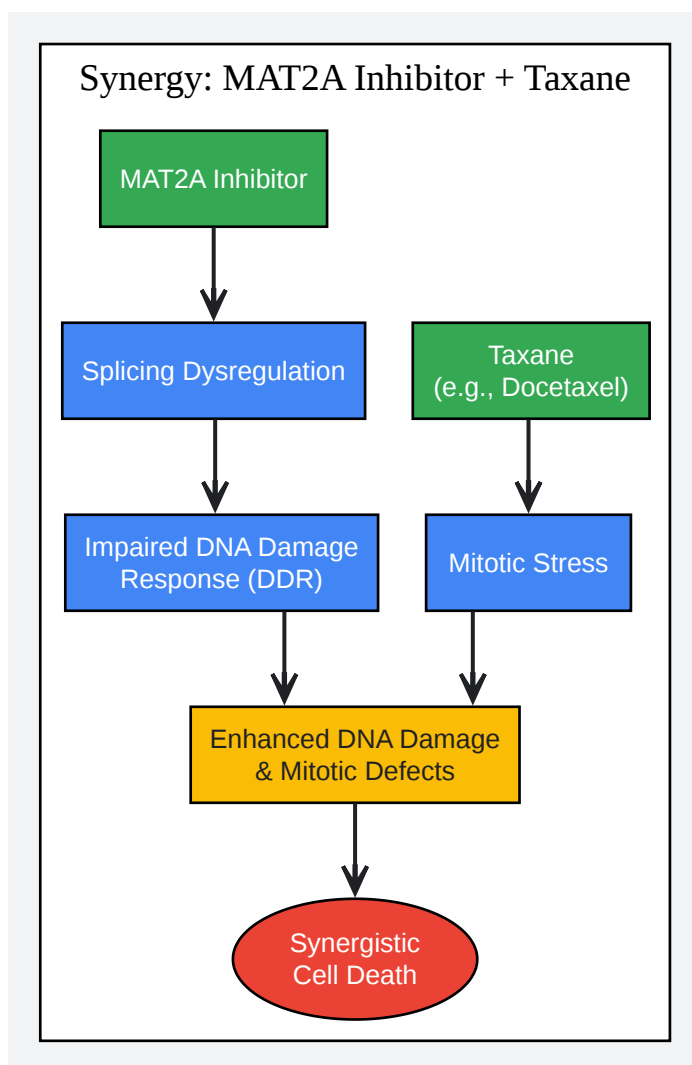 Synergy: MAT2A Inhibitor + Taxane
MAT2A Inhibitor
Splicing Dysregulation
Taxane
(e.g., Docetaxel)
Impaired DNA Damage
Response (DDR)
Mitotic Stress
Enhanced DNA Damage
& Mitotic Defects
Synergistic
Cell Death